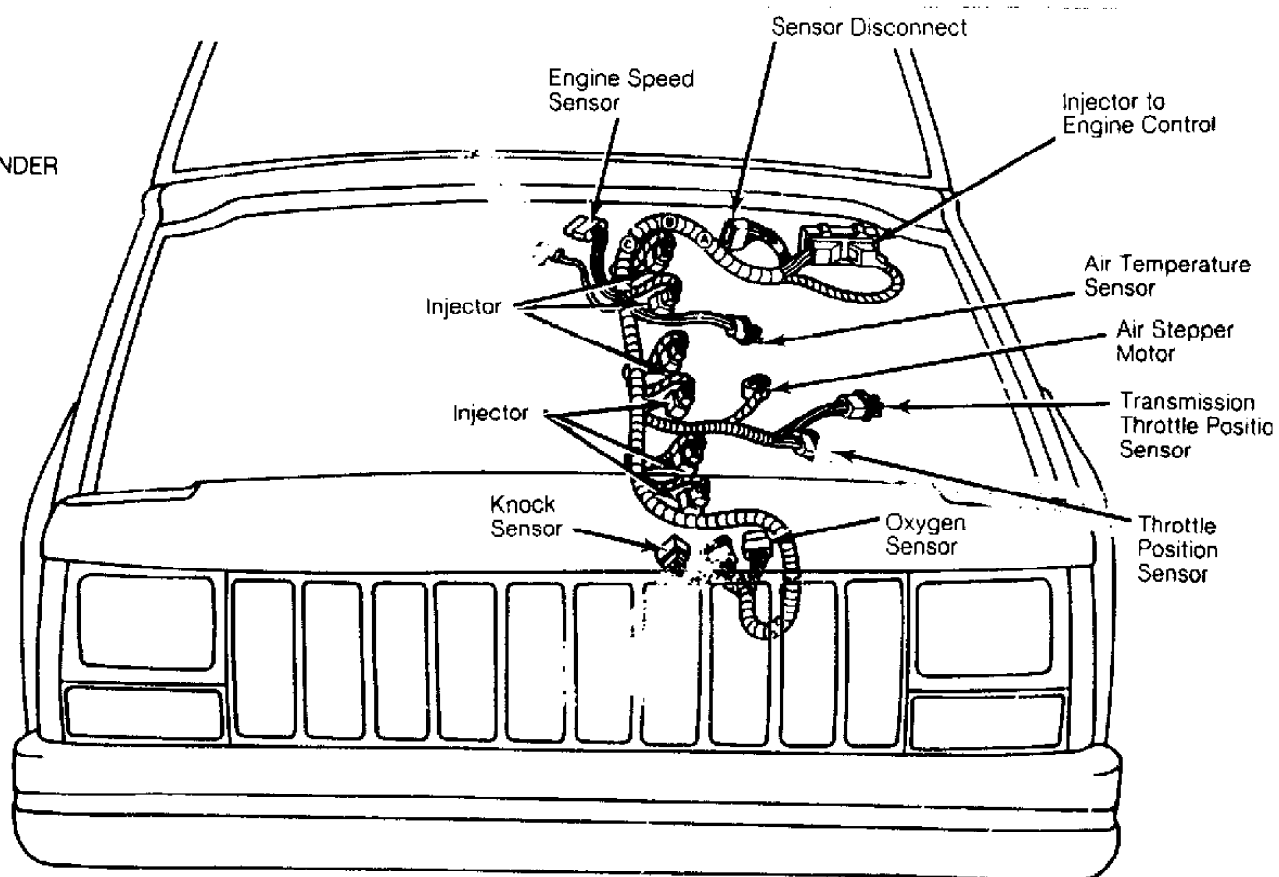 Sensor Disconnect
Engine Speed
Sensor
Injector to
Engine Control
NDER
C
B
A
Air Temperature
Sensor
Injector
Air Stepper
Motor
Injector
Transmission
Throttle Positio
Sensor
Knock
Sensor
Oxygen
Sensor
Throttle
Position
Sensor